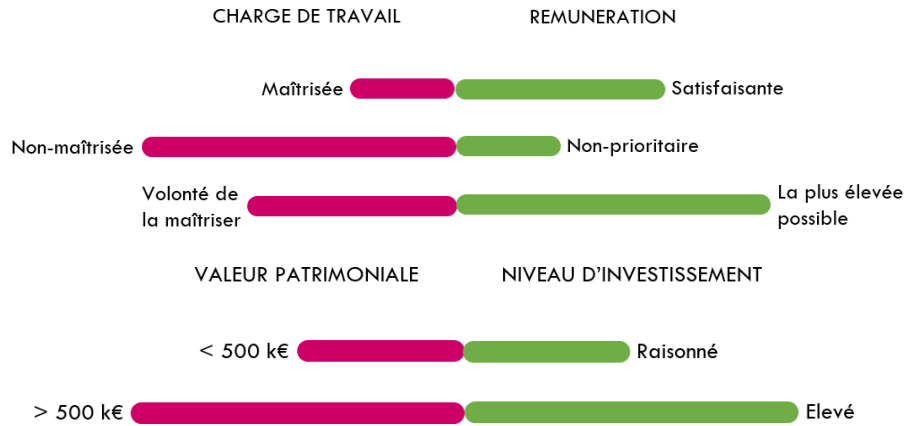 CHARGE DE TRAVAIL
REMUNERATION
Maîtrisée
Satisfaisante
Non-maîtrisée
Non-prioritaire
Volonté de
la maîtriser
La plus élevée
possible
VALEUR PATRIMONIALE
NIVEAU D'INVESTISSEMENT
< 500 k€
Raisonné
> 500 k€
Elevé